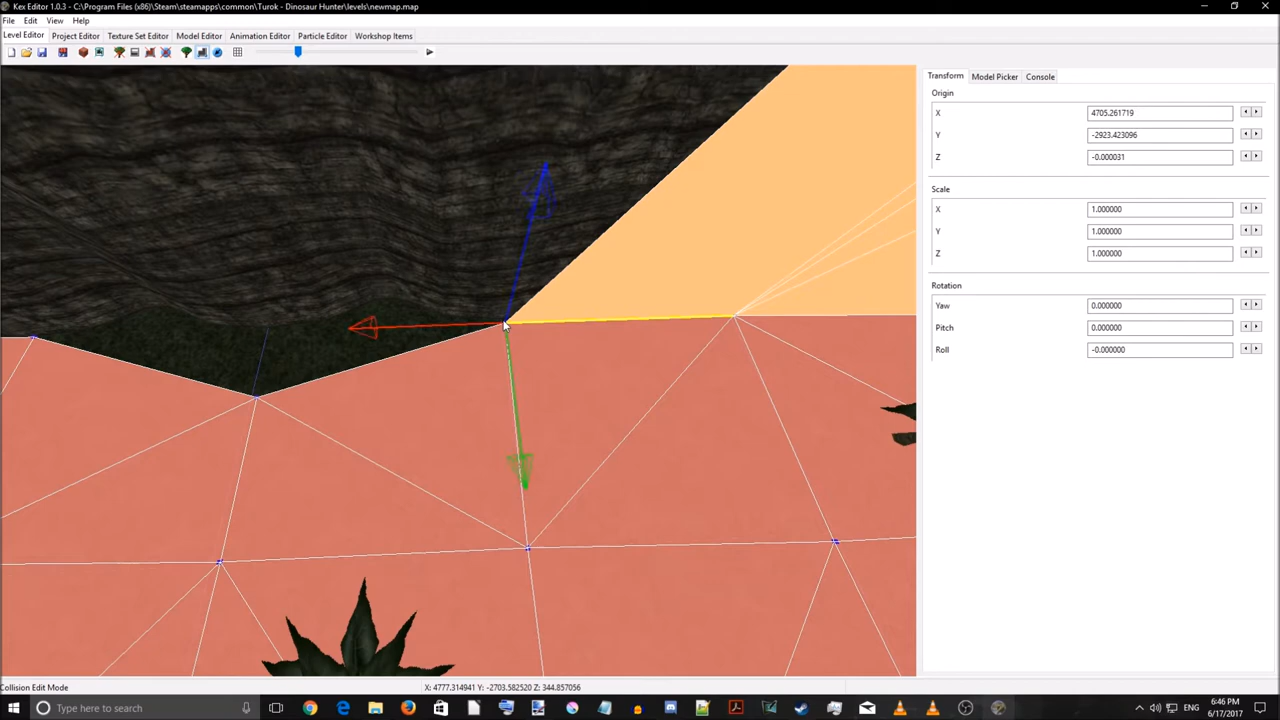 Kex Editor 1.0.3 - C:\Program Files (x86)\Steam\steamapps\common\Turok - Dinosaur Hunter\levels\newmap.map
File Edit View Help
Level Editor Project Editor Texture Set Editor Model Editor Animation Editor Particle Editor Workshop Items
Transform Model Picker Console
Origin
X 4705.261719
Y -2923.423096
Z -0.000031
Scale
X 1.000000
Y 1.000000
Z 1.000000
Rotation
Yaw 0.000000
Pitch 0.000000
Roll -0.000000
Collision Edit Mode X: 4777.314941 Y: -2703.582520 Z: 344.857056
Type here to search ENG 6:46 PM
6/17/2017